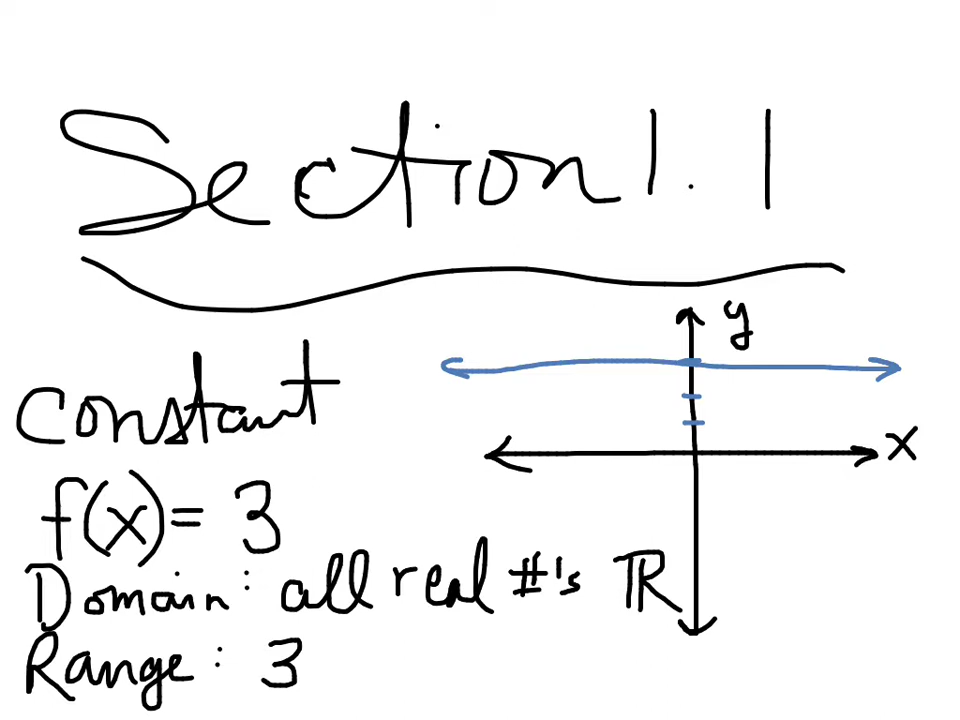 Section 1.1
y
constant
x
f(x) = 3
Domain: all real #'s ℝ
Range: 3